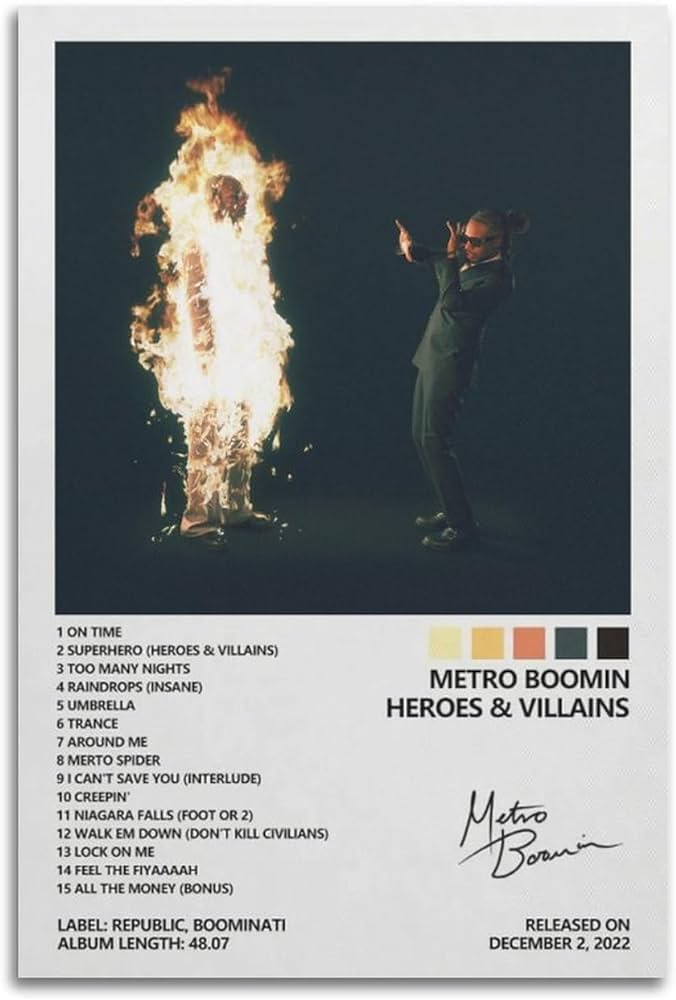 1 ON TIME
2 SUPERHERO (HEROES & VILLAINS)
3 TOO MANY NIGHTS
4 RAINDROPS (INSANE)
5 UMBRELLA
6 TRANCE
7 AROUND ME
8 MERTO SPIDER
9 I CAN'T SAVE YOU (INTERLUDE)
10 CREEPIN'
11 NIAGARA FALLS (FOOT OR 2)
12 WALK EM DOWN (DON'T KILL CIVILIANS)
13 LOCK ON ME
14 FEEL THE FIYAAAAH
15 ALL THE MONEY (BONUS)
LABEL: REPUBLIC, BOOMINATI
ALBUM LENGTH: 48.07
METRO BOOMIN
HEROES & VILLAINS
Metro
Boomin
RELEASED ON
DECEMBER 2, 2022